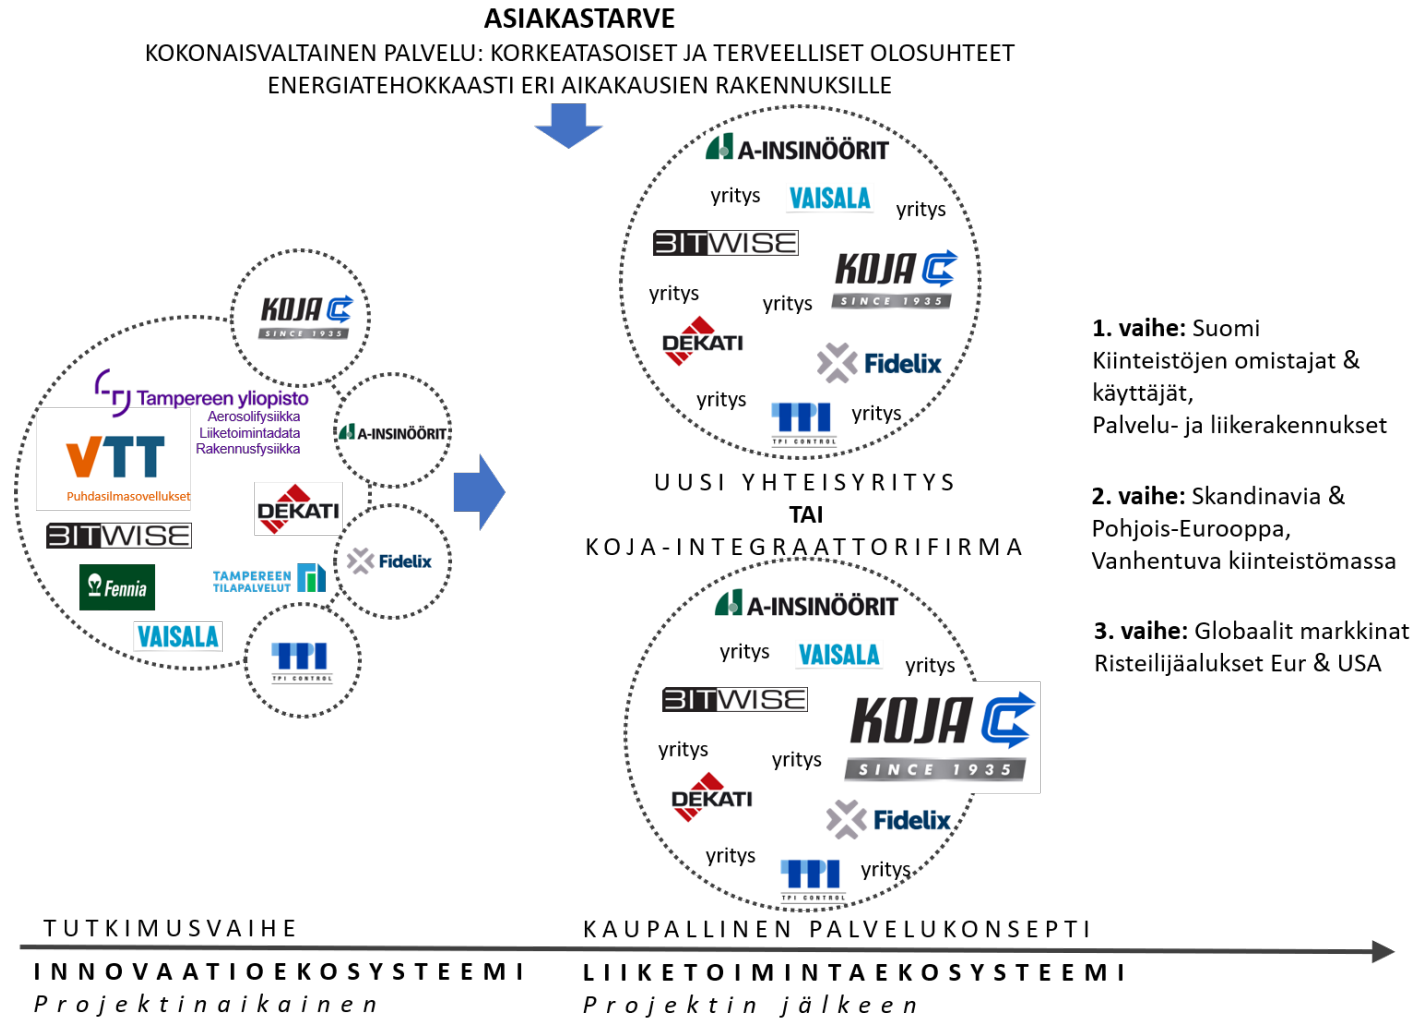 ASIAKASTARVE
KOKONAISVALTAINEN PALVELU: KORKEATASOISET JA TERVEELLISET OLOSUHTEET
ENERGIATEHOKKAASTI ERI AIKAKAUSIEN RAKENNUKSILLE
KOJA
SINCE 1935
Tampereen yliopisto
Aerosolifysiikka
Liiketoimintadata
Rakennusfysiikka
A-INSINÖÖRIT
VTT
Puhdasilmasovellukset
DEKATI
BITWISE
Fidelix
Fennia
TAMPEREEN
TILAPALVELUT
VAISALA
TPI
TPI CONTROL
A-INSINÖÖRIT
yritys
VAISALA
yritys
BITWISE
KOJA
SINCE 1935
yritys
yritys
DEKATI
Fidelix
yritys
TPI
TPI CONTROL
yritys
UUSI YHTEISYRITYS
TAI
KOJA-INTEGRAATTORIFIRMA
A-INSINÖÖRIT
yritys
VAISALA
yritys
BITWISE
KOJA
SINCE 1935
yritys
yritys
DEKATI
Fidelix
yritys
TPI
TPI CONTROL
yritys
1. vaihe: Suomi
Kiinteistöjen omistajat &
käyttäjät,
Palvelu- ja liikerakennukset
2. vaihe: Skandinavia &
Pohjois-Eurooppa,
Vanhentuva kiinteistömassa
3. vaihe: Globaalit markkinat
Risteilijäalukset Eur & USA
TUTKIMUSVAIHE
KAUPALLINEN PALVELUKONSEPTI
INNOVAATIOEKOSYSTEEMI
LIIKETOIMINTAEKOSYSTEEMI
Projektinaikainen
Projektin jälkeen